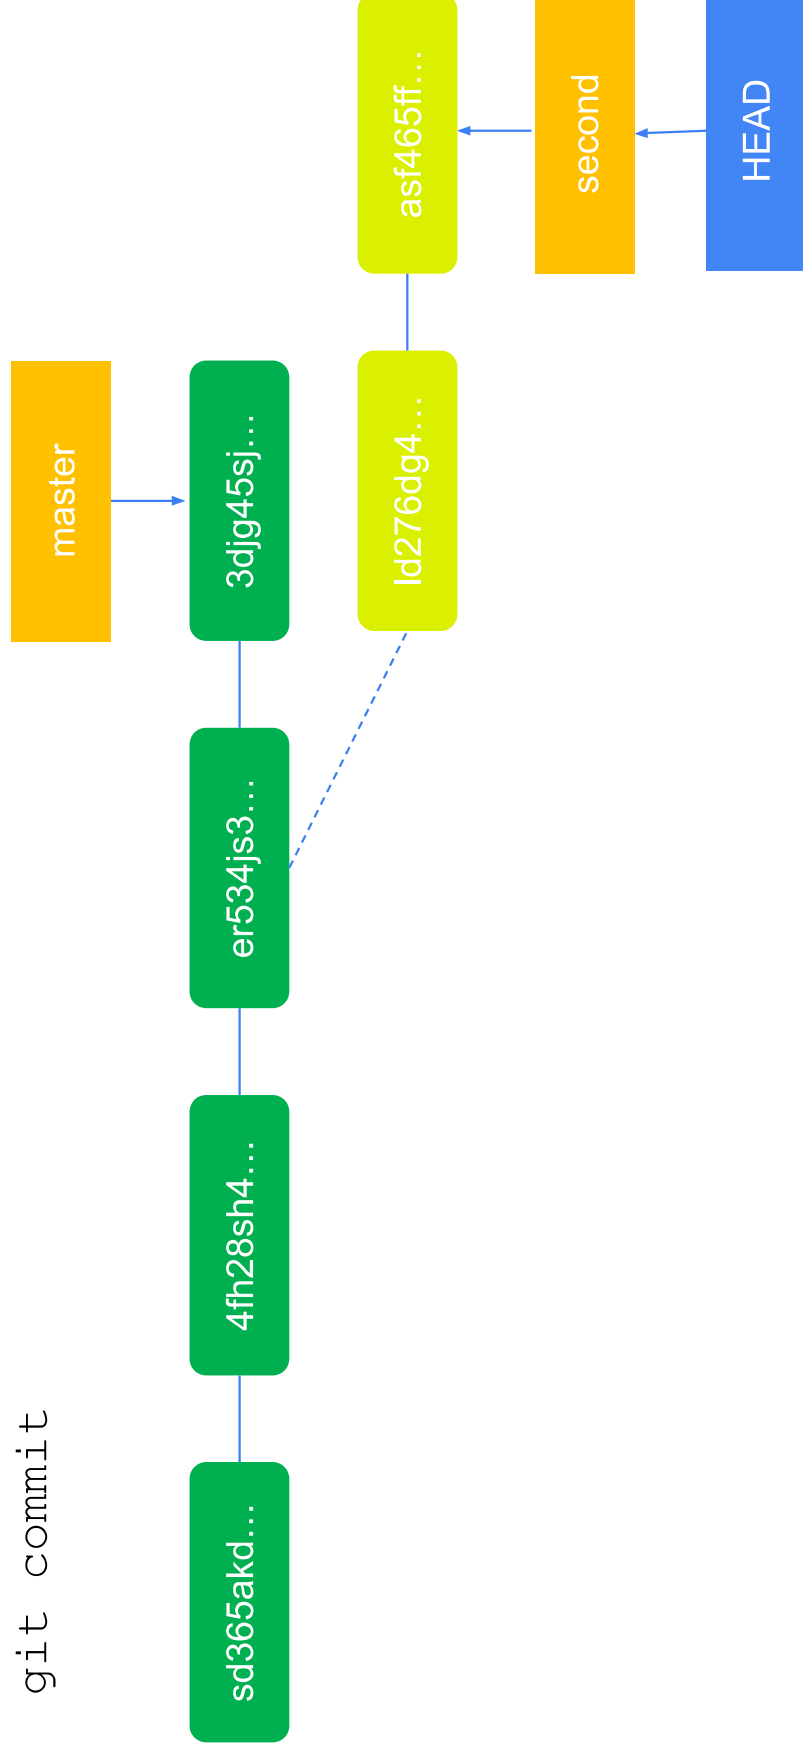 git commit
master
sd365akd…
4fh28sh4…
er534js3…
3djg45sj…
ld276dg4…
asf465ff…
second
HEAD